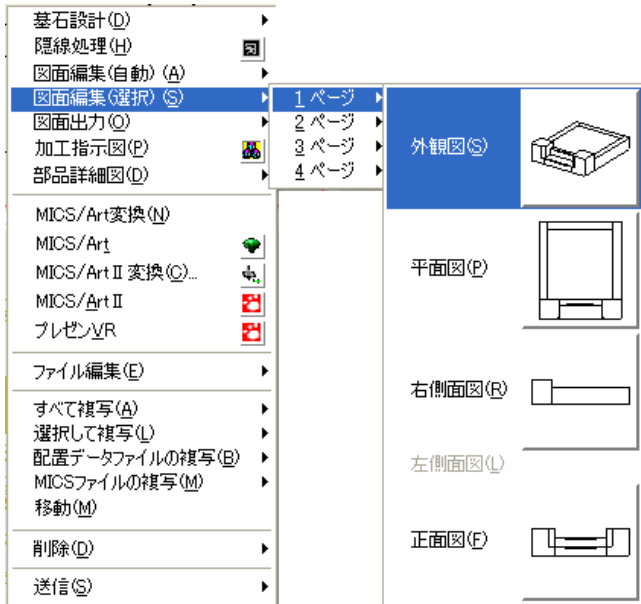 墓石設計(D)
隠線処理(H)
図面編集(自動) (A)
図面編集(選択) (S)
図面出力(O)
加工指示図(P)
部品詳細図(D)
MICS/Art変換(N)
MICS/Art
MICS/ArtⅡ変換(C)...
MICS/ArtⅡ
プレゼンVR
ファイル編集(E)
すべて複写(A)
選択して複写(L)
配置データファイルの複写(B)
MICSファイルの複写(M)
移動(M)
削除(D)
送信(S)
1 ページ
2 ページ
3 ページ
4 ページ
外観図(S)
平面図(P)
右側面図(R)
左側面図(L)
正面図(F)